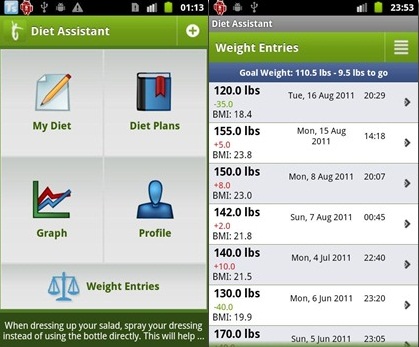 01:13
Diet Assistant
My Diet
Diet Plans
Graph
Profile
Weight Entries
When dressing up your salad, spray your dressing
instead of using the bottle directly. This will help ...
23:53
Diet Assistant
Weight Entries
Goal Weight: 110.5 lbs - 9.5 lbs to go
120.0 lbs
-35.0
BMI: 18.4
Tue, 16 Aug 2011 20:29
155.0 lbs
+5.0
BMI: 23.8
Mon, 15 Aug
2011
14:18
150.0 lbs
+8.0
BMI: 23.0
Mon, 8 Aug 2011 20:07
142.0 lbs
+2.0
BMI: 21.8
Sun, 7 Aug 2011 00:45
140.0 lbs
+10.0
BMI: 21.5
Mon, 4 Jul 2011 22:40
130.0 lbs
-40.0
BMI: 19.9
Mon, 6 Jun 2011 23:20
170.0 lbs
+40.0
Sun, 5 Jun 2011 23:05